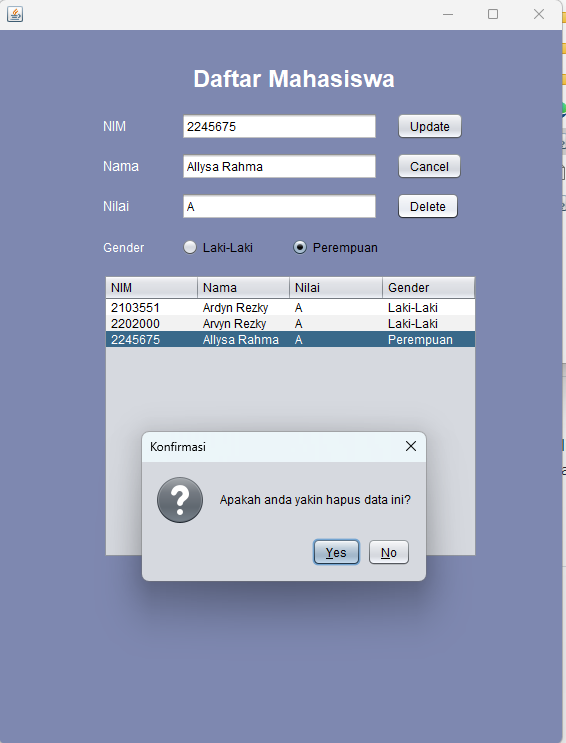 Daftar Mahasiswa
NIM 2245675 Update
Nama Allysa Rahma Cancel
Nilai A Delete
Gender Laki-Laki Perempuan
NIM Nama Nilai Gender
2103551 Ardyn Rezky A Laki-Laki
2202000 Arvyn Rezky A Laki-Laki
2245675 Allysa Rahma A Perempuan
Konfirmasi
Apakah anda yakin hapus data ini?
Yes No